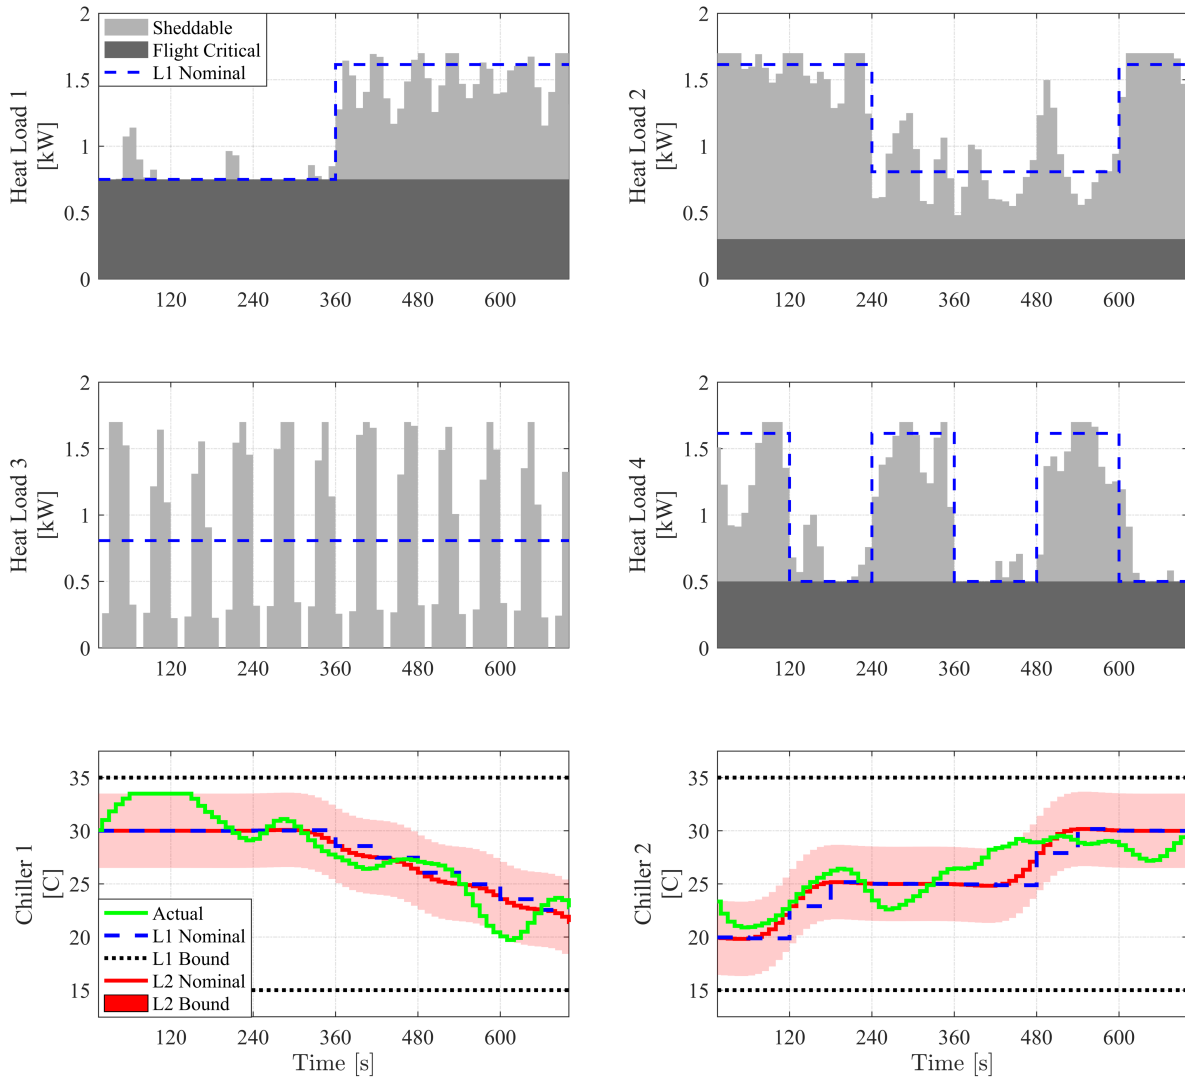 Sheddable
Flight Critical
L1 Nominal
Heat Load 1
[kW]
2
1.5
1
0.5
0
120 240 360 480 600
Heat Load 2
[kW]
2
1.5
1
0.5
0
120 240 360 480 600
Heat Load 3
[kW]
2
1.5
1
0.5
0
120 240 360 480 600
Heat Load 4
[kW]
2
1.5
1
0.5
0
120 240 360 480 600
Chiller 1
[C]
35
30
25
20
15
Actual
L1 Nominal
L1 Bound
L2 Nominal
L2 Bound
120 240 360 480 600
Time [s]
Chiller 2
[C]
35
30
25
20
15
120 240 360 480 600
Time [s]